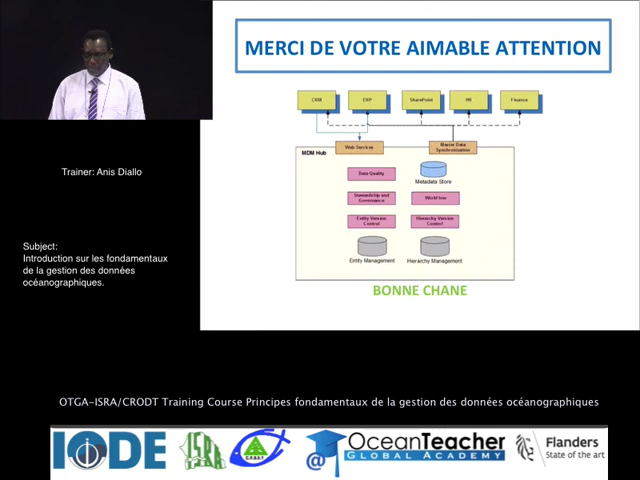 MERCI DE VOTRE AIMABLE ATTENTION
CRM
ERP
SharePoint
HR
Finance
Web Services
Master Data
Synchronization
MDM Hub
Data Quality
Metadata Store
Stewardship and
Governance
Workflow
Entity Version
Control
Hierarchy Version
Control
Entity Management
Hierarchy Management
BONNE CHANE
Trainer: Anis Diallo
Subject:
Introduction sur les fondamentaux
de la gestion des données
océanographiques.
OTGA-ISRA/CRODT Training Course Principes fondamentaux de la gestion des données océanographiques
IODE
ISRA
@
OceanTeacher
GLOBAL ACADEMY
Flanders
State of the art